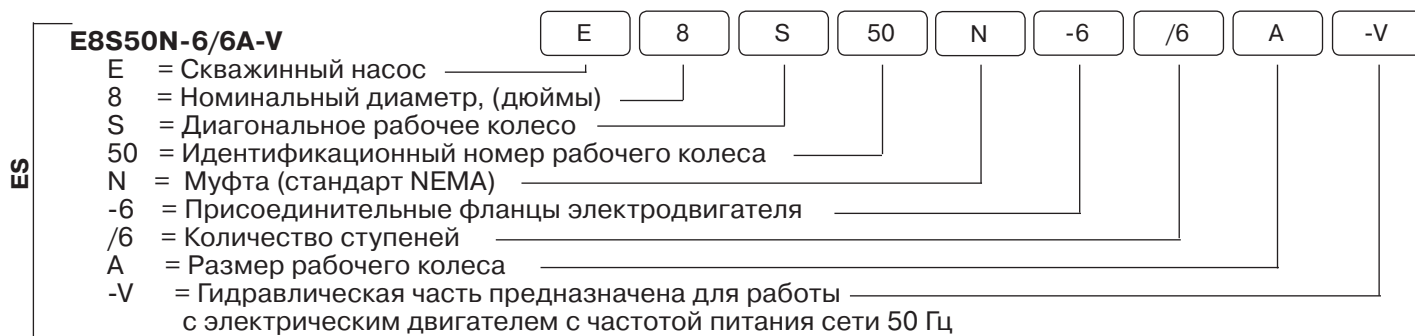 E 8 S 50 N -6 /6 A -V
E8S50N-6/6A-V
E = Скважинный насос
8 = Номинальный диаметр, (дюймы)
S = Диагональное рабочее колесо
50 = Идентификационный номер рабочего колеса
N = Муфта (стандарт NEMA)
-6 = Присоединительные фланцы электродвигателя
/6 = Количество ступеней
A = Размер рабочего колеса
-V = Гидравлическая часть предназначена для работы
с электрическим двигателем с частотой питания сети 50 Гц
ES